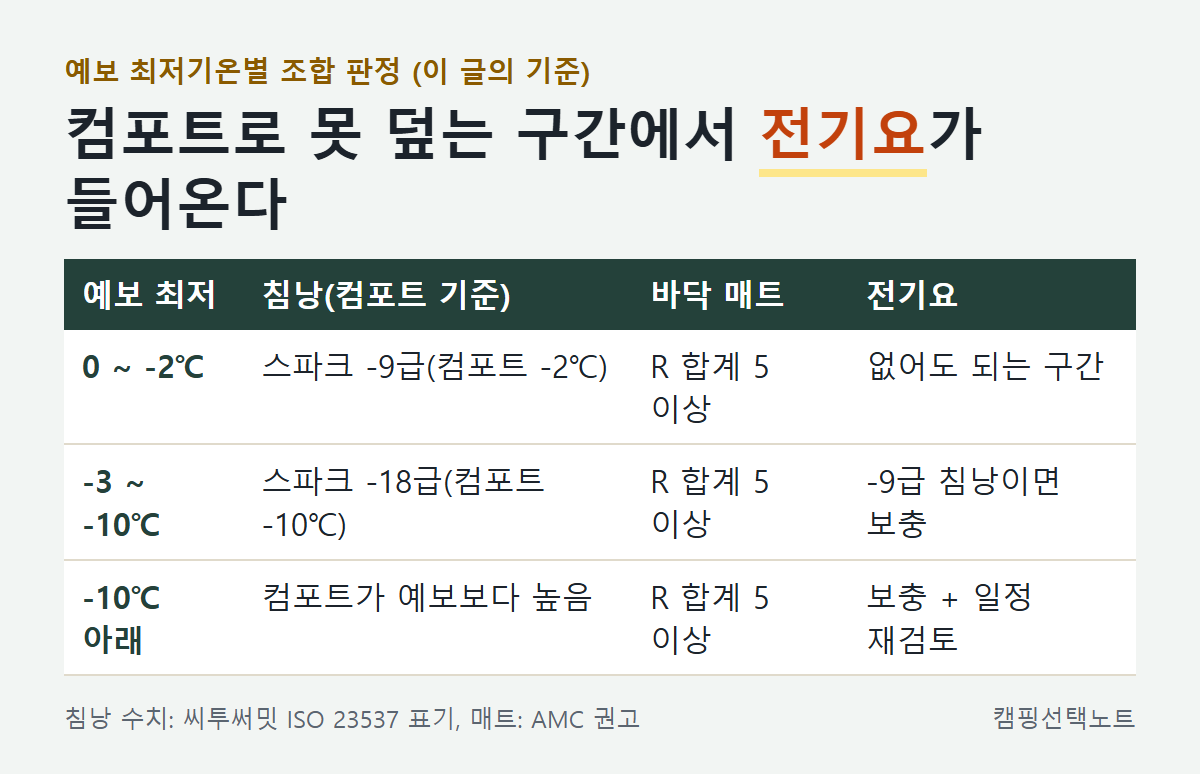 예보 최저기온별 조합 판정 (이 글의 기준)
컴포트로 못 덮는 구간에서 전기요가
들어온다
예보 최저 침낭(컴포트 기준) 바닥 매트 전기요
0 ~ -2℃ 스파크 -9급(컴포트 -2℃) R 합계 5 없어도 되는 구간
이상
-3 ~ 스파크 -18급(컴포트 R 합계 5 -9급 침낭이면
-10℃ -10℃) 이상 보충
-10℃ 컴포트가 예보보다 높음 R 합계 5 보충 + 일정
아래 이상 재검토
침낭 수치: 씨투써밋 ISO 23537 표기, 매트: AMC 권고 캠핑선택노트